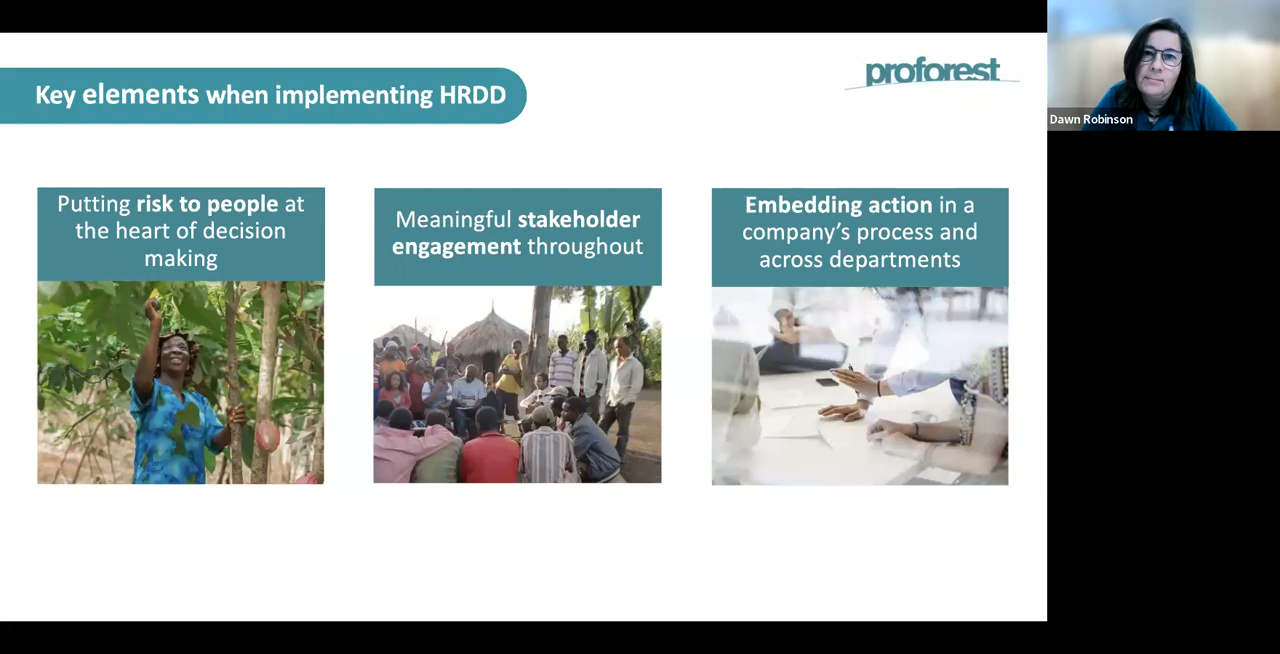 proforest
Key elements when implementing HRDD
Dawn Robinson
Putting risk to people at
the heart of decision
making
Meaningful stakeholder
engagement throughout
Embedding action in a
company's process and
across departments